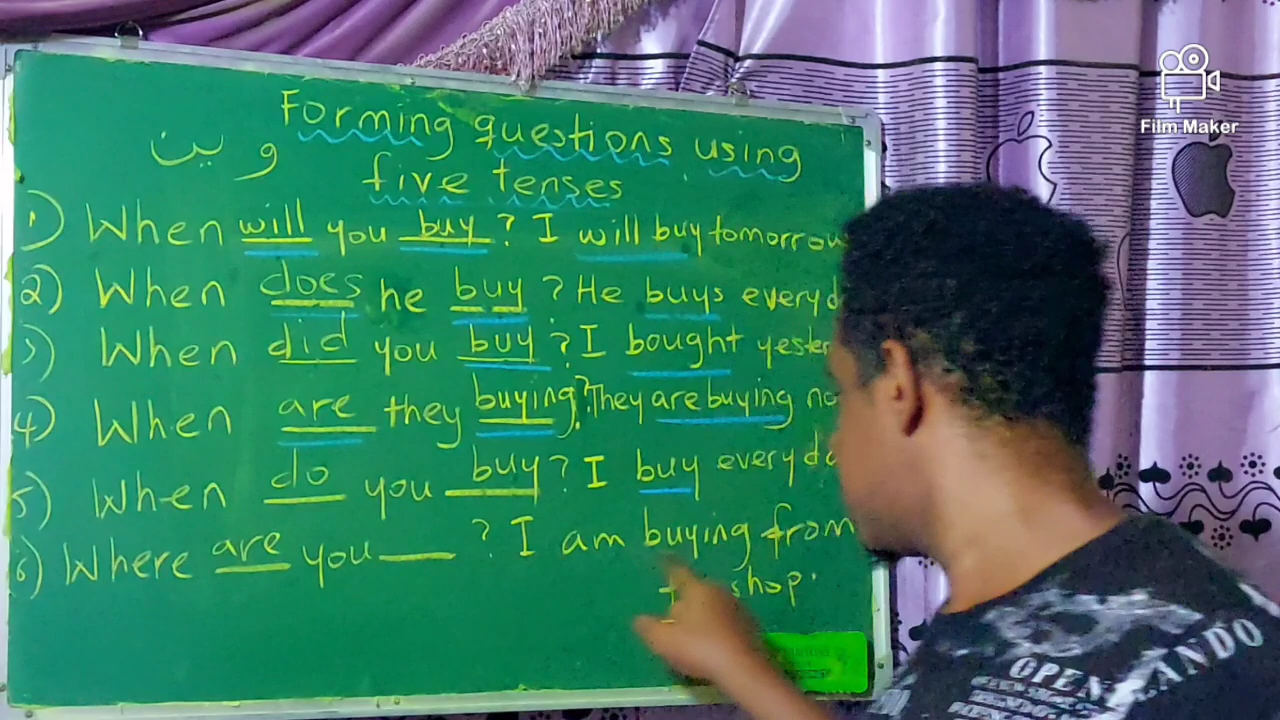 Film Maker
Forming questions using
five tenses
وين
1) When will you buy? I will buy tomorrow
2) When does he buy? He buys every
3) When did you buy? I bought
4) When are they buying? They are buying
5) When do you buy? I buy
6) Where are you ___? I am buying from
shop.
OPEN